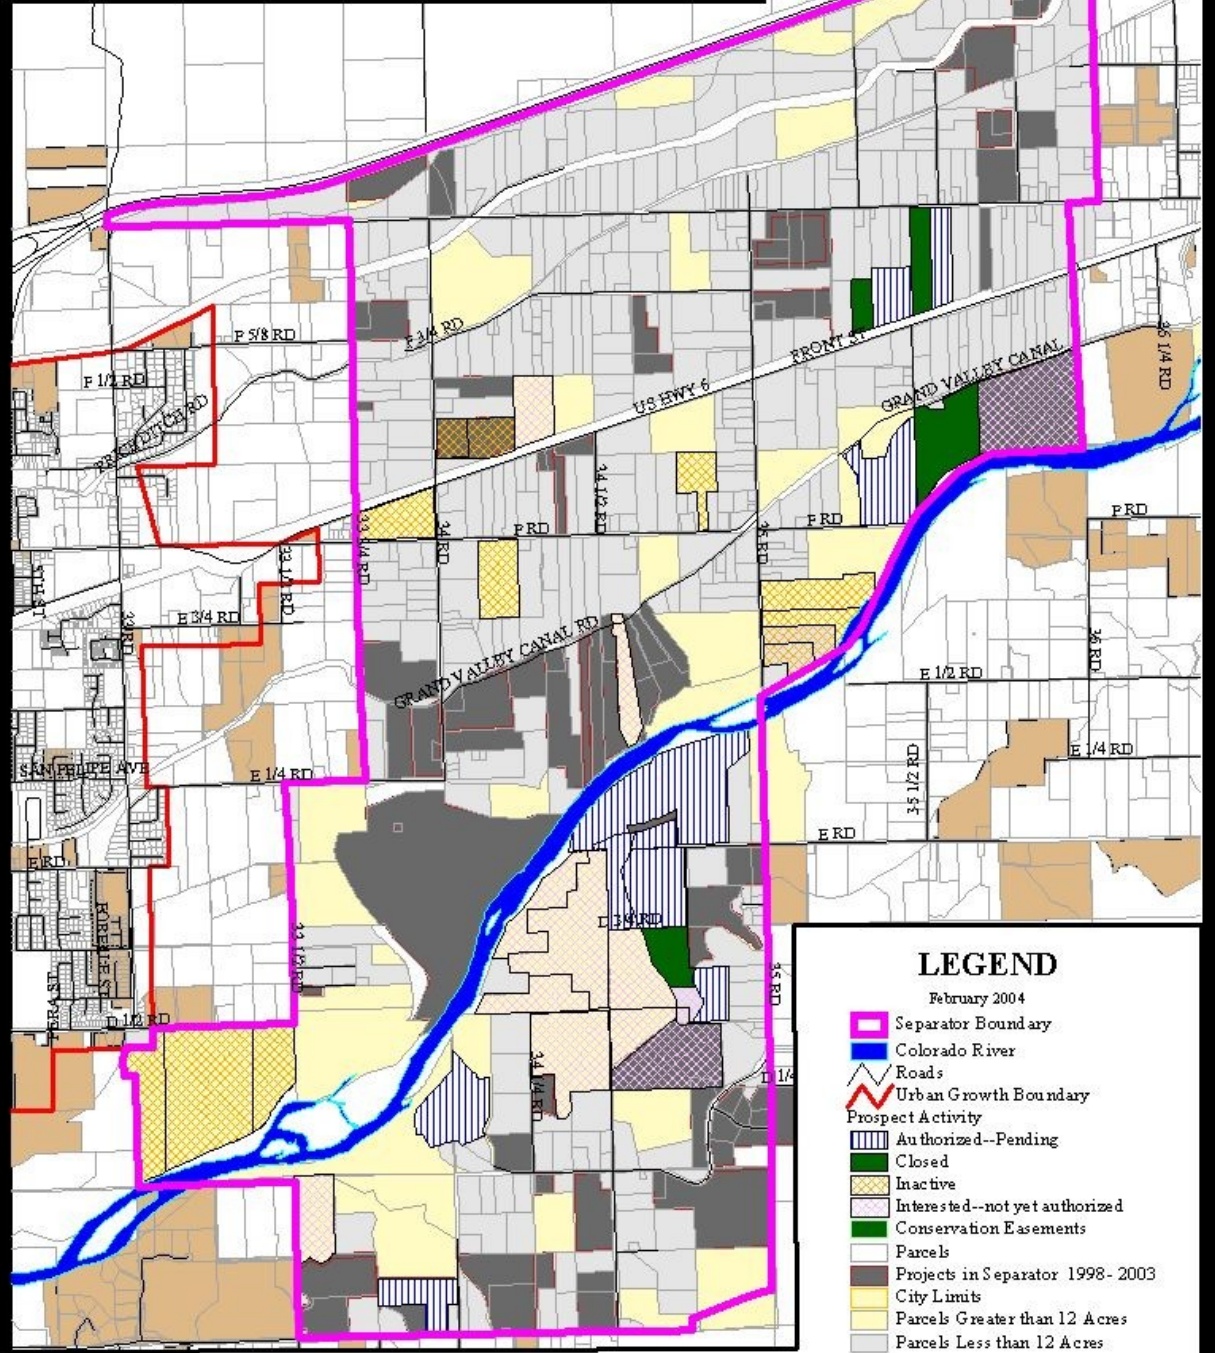 F 5/8 RD
F 3/4 RD
F 1/2 RD
PRICE DITCH RD
FRONT ST
US HWY 6
GRAND VALLEY CANAL
35 1/4 RD
34 1/2 RD
F RD
F RD
F RD
33 3/4 RD
34 RD
35 RD
33 1/2 RD
5TH ST
E 3/4 RD
33 RD
GRAND VALLEY CANAL RD
36 RD
E 1/2 RD
SAN FELIPE AVE
E 1/4 RD
E 1/4 RD
35 1/2 RD
E RD
E RD
D 3/4 RD
33 1/2 RD
35 RD
D 1/2 RD
34 1/4 RD
D 1/4
LEGEND
February 2004
Separator Boundary
Colorado River
Roads
Urban Growth Boundary
Prospect Activity
Authorized--Pending
Closed
Inactive
Interested--not yet authorized
Conservation Easements
Parcels
Projects in Separator 1998-2003
City Limits
Parcels Greater than 12 Acres
Parcels Less than 12 Acres